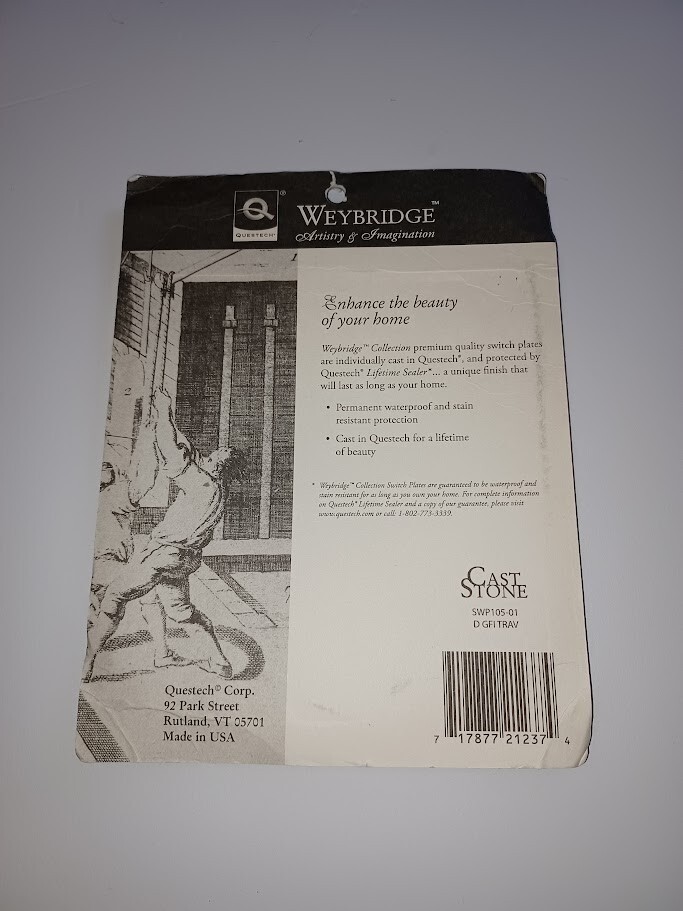 Q ®
QUESTECH®
WEYBRIDGE™
Artistry & Imagination
Enhance the beauty
of your home
Weybridge™ Collection premium quality switch plates
are individually cast in Questech®, and protected by
Questech® Lifetime Sealer*... a unique finish that
will last as long as your home.
• Permanent waterproof and stain
resistant protection
• Cast in Questech for a lifetime
of beauty
* Weybridge™ Collection Switch Plates are guaranteed to be waterproof and
stain resistant for as long as you own your home. For complete information
on Questech® Lifetime Sealer and a copy of our guarantee, please visit
www.questech.com or call: 1-802-773-3339.
CAST
STONE
SWP105-01
D GFI TRAV
7 17877 21237 4
Questech® Corp.
92 Park Street
Rutland, VT 05701
Made in USA